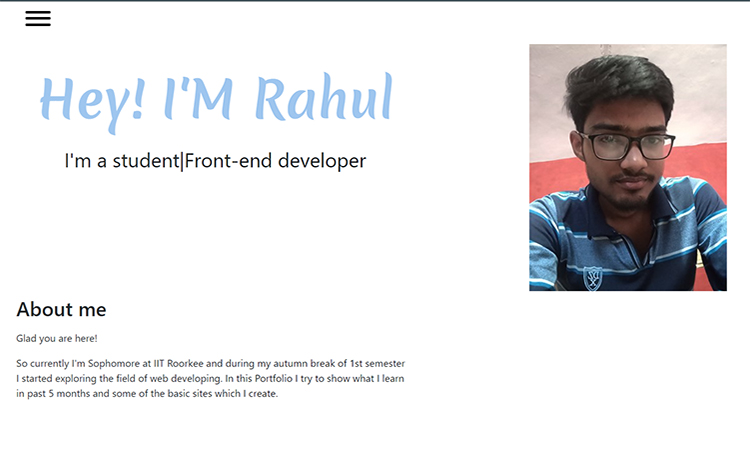 Hey! I'M Rahul
I'm a student|Front-end developer
About me
Glad you are here!
So currently I'm Sophomore at IIT Roorkee and during my autumn break of 1st semester
I started exploring the field of web developing. In this Portfolio I try to show what I learn
in past 5 months and some of the basic sites which I create.